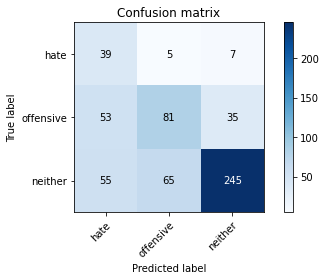 Confusion matrix
True label
hate 39 5 7
offensive 53 81 35
neither 55 65 245
hate offensive neither
Predicted label
200
150
100
50